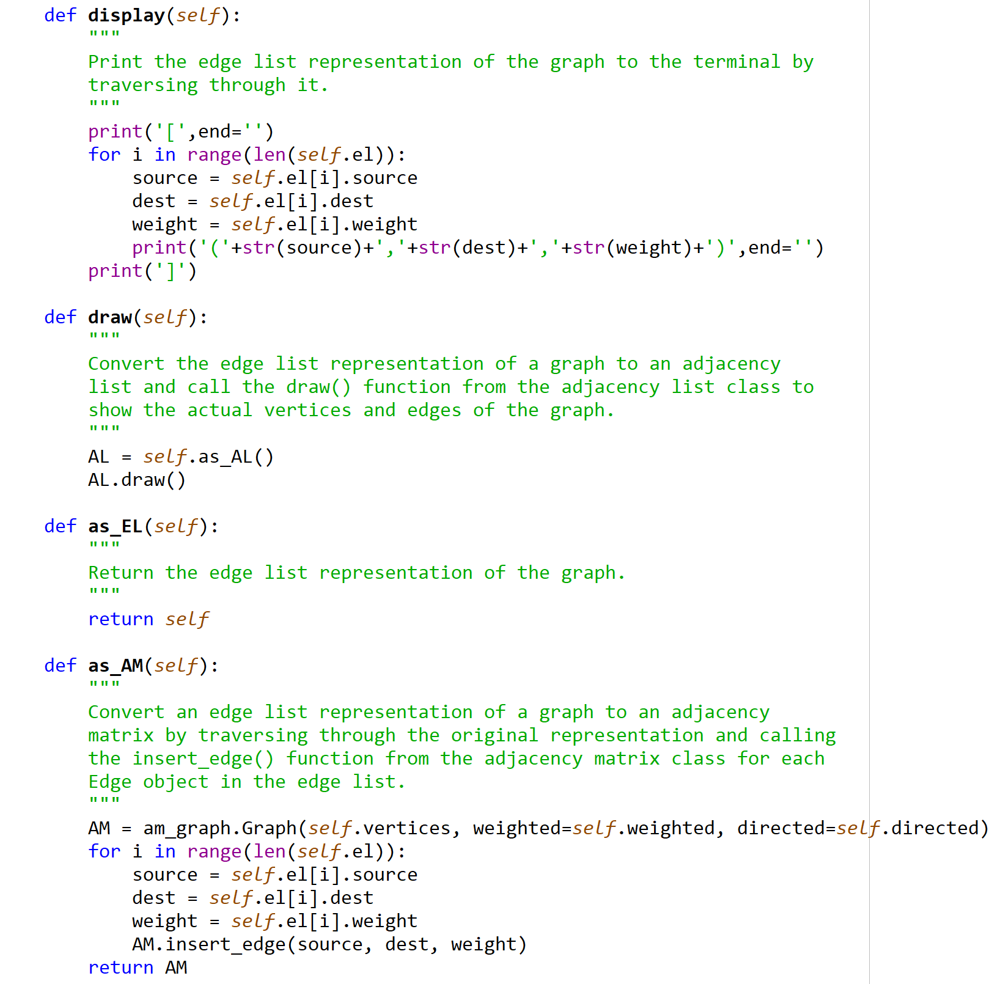 def display(self):
    """
    Print the edge list representation of the graph to the terminal by
    traversing through it.
    """
    print('[',end='')
    for i in range(len(self.el)):
        source = self.el[i].source
        dest = self.el[i].dest
        weight = self.el[i].weight
        print('('+str(source)+','+str(dest)+','+str(weight)+')',end='')
    print(']')

def draw(self):
    """
    Convert the edge list representation of a graph to an adjacency
    list and call the draw() function from the adjacency list class to
    show the actual vertices and edges of the graph.
    """
    AL = self.as_AL()
    AL.draw()

def as_EL(self):
    """
    Return the edge list representation of the graph.
    """
    return self

def as_AM(self):
    """
    Convert an edge list representation of a graph to an adjacency
    matrix by traversing through the original representation and calling
    the insert_edge() function from the adjacency matrix class for each
    Edge object in the edge list.
    """
    AM = am_graph.Graph(self.vertices, weighted=self.weighted, directed=self.directed)
    for i in range(len(self.el)):
        source = self.el[i].source
        dest = self.el[i].dest
        weight = self.el[i].weight
        AM.insert_edge(source, dest, weight)
    return AM